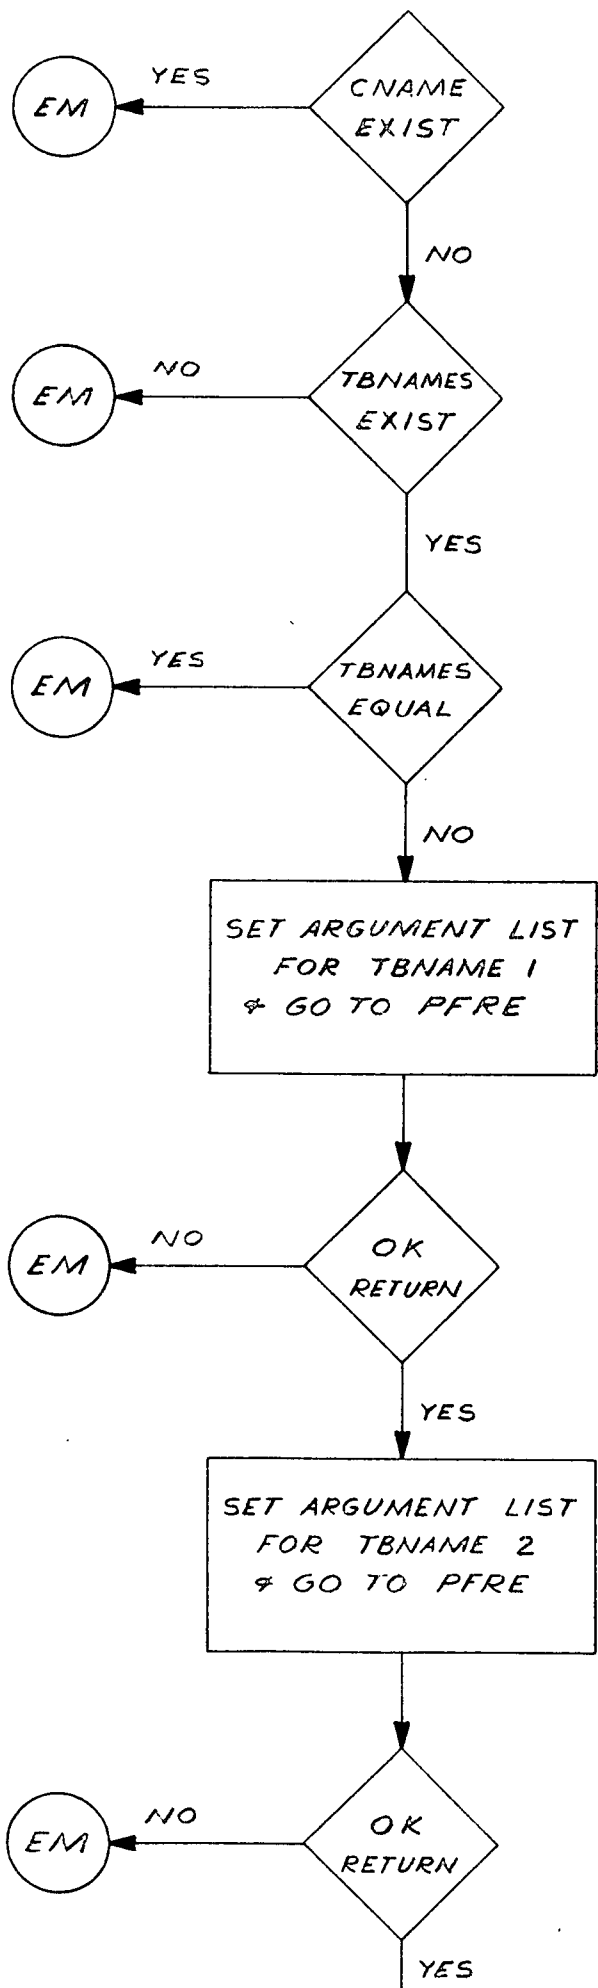 YES
EM
CNAME
EXIST
NO
NO
EM
TBNAMES
EXIST
YES
YES
EM
TBNAMES
EQUAL
NO
SET ARGUMENT LIST
FOR TBNAME 1
& GO TO PFRE
NO
EM
OK
RETURN
YES
SET ARGUMENT LIST
FOR TBNAME 2
& GO TO PFRE
NO
EM
OK
RETURN
YES